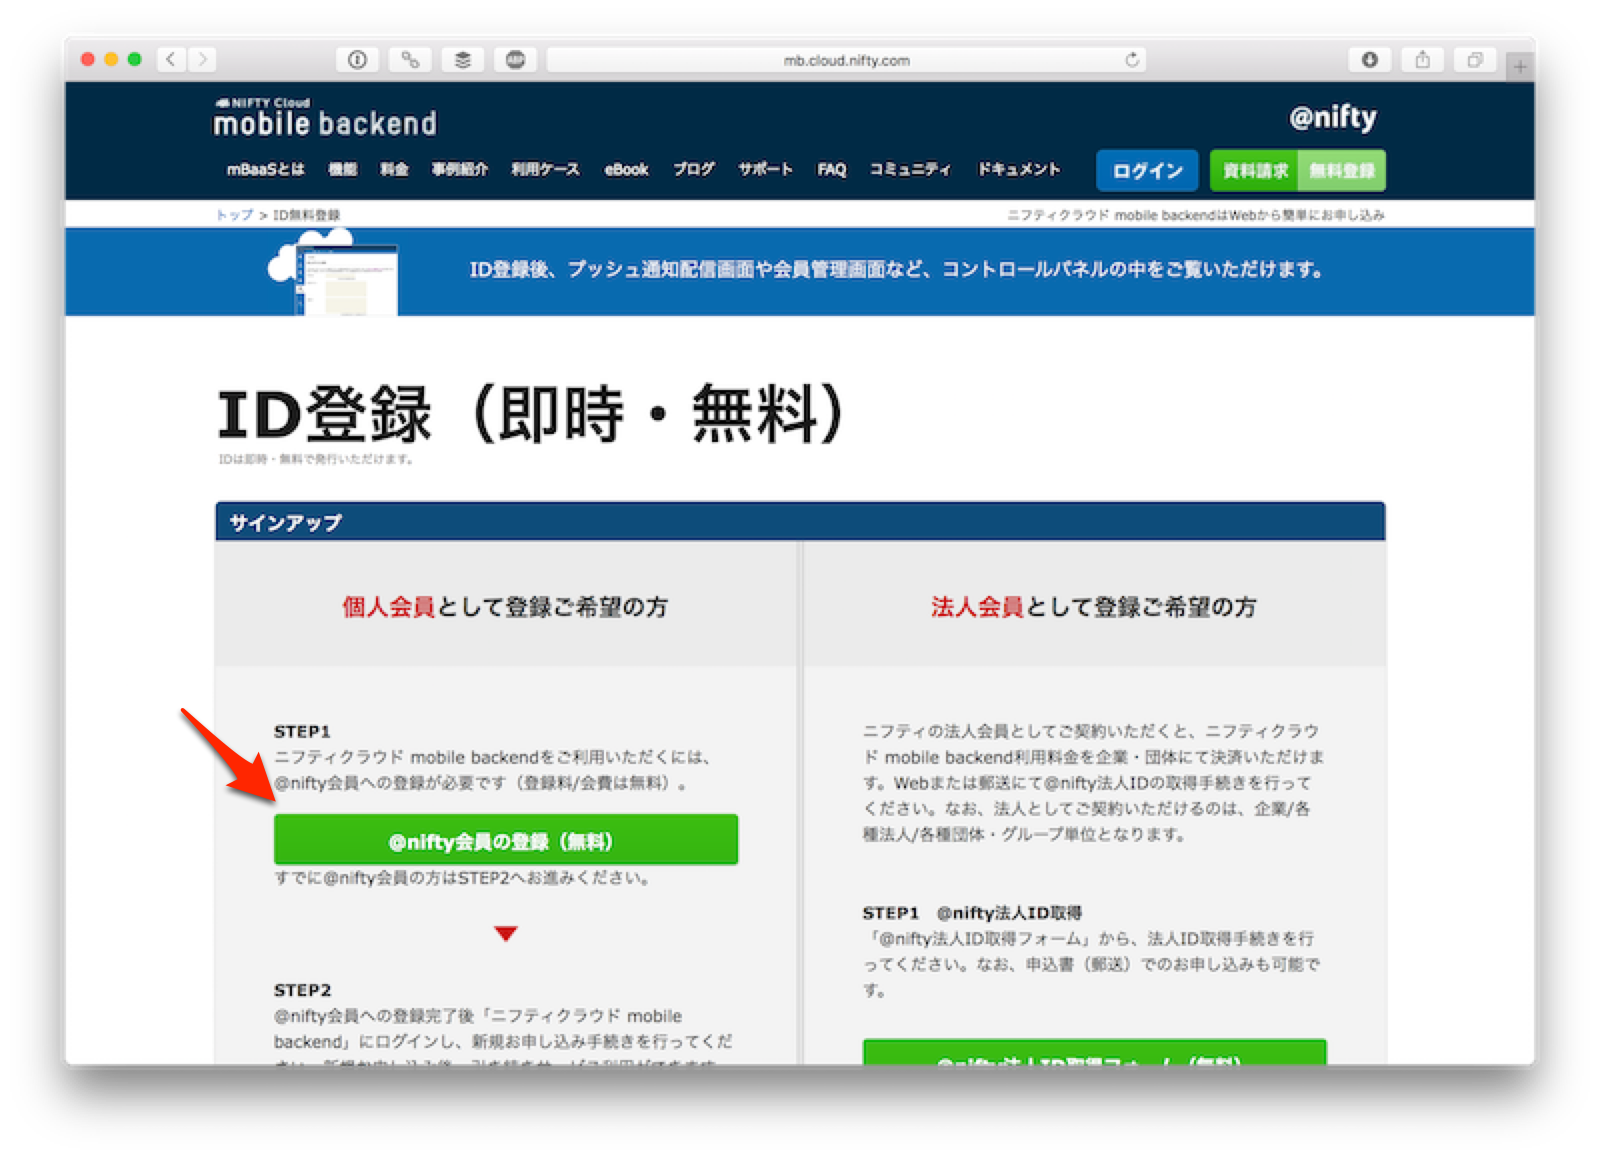 mb.cloud.nifty.com
NIFTY Cloud
mobile backend
@nifty
mBaaSとは 機能 料金 事例紹介 利用ケース eBook ブログ サポート FAQ コミュニティ ドキュメント ログイン 資料請求 無料登録
トップ > ID無料登録
ニフティクラウド mobile backendはWebから簡単にお申し込み
ID登録後、プッシュ通知配信画面や会員管理画面など、コントロールパネルの中をご覧いただけます。
ID登録（即時・無料）
IDは即時・無料で発行いただけます。
サインアップ
個人会員として登録ご希望の方
STEP1
ニフティクラウド mobile backendをご利用いただくには、
@nifty会員への登録が必要です（登録料/会費は無料）。
@nifty会員の登録（無料）
すでに@nifty会員の方はSTEP2へお進みください。
STEP2
@nifty会員への登録完了後「ニフティクラウド mobile
backend」にログインし、新規お申し込み手続きを行ってくだ
法人会員として登録ご希望の方
ニフティの法人会員としてご契約いただくと、ニフティクラウ
ド mobile backend利用料金を企業・団体にて決済いただけま
す。Webまたは郵送にて@nifty法人IDの取得手続きを行って
ください。なお、法人としてご契約いただけるのは、企業/各
種法人/各種団体・グループ単位となります。
STEP1 @nifty法人ID取得
「@nifty法人ID取得フォーム」から、法人ID取得手続きを行
ってください。なお、申込書（郵送）でのお申し込みも可能で
す。
@nifty法人ID取得フォーム（無料）